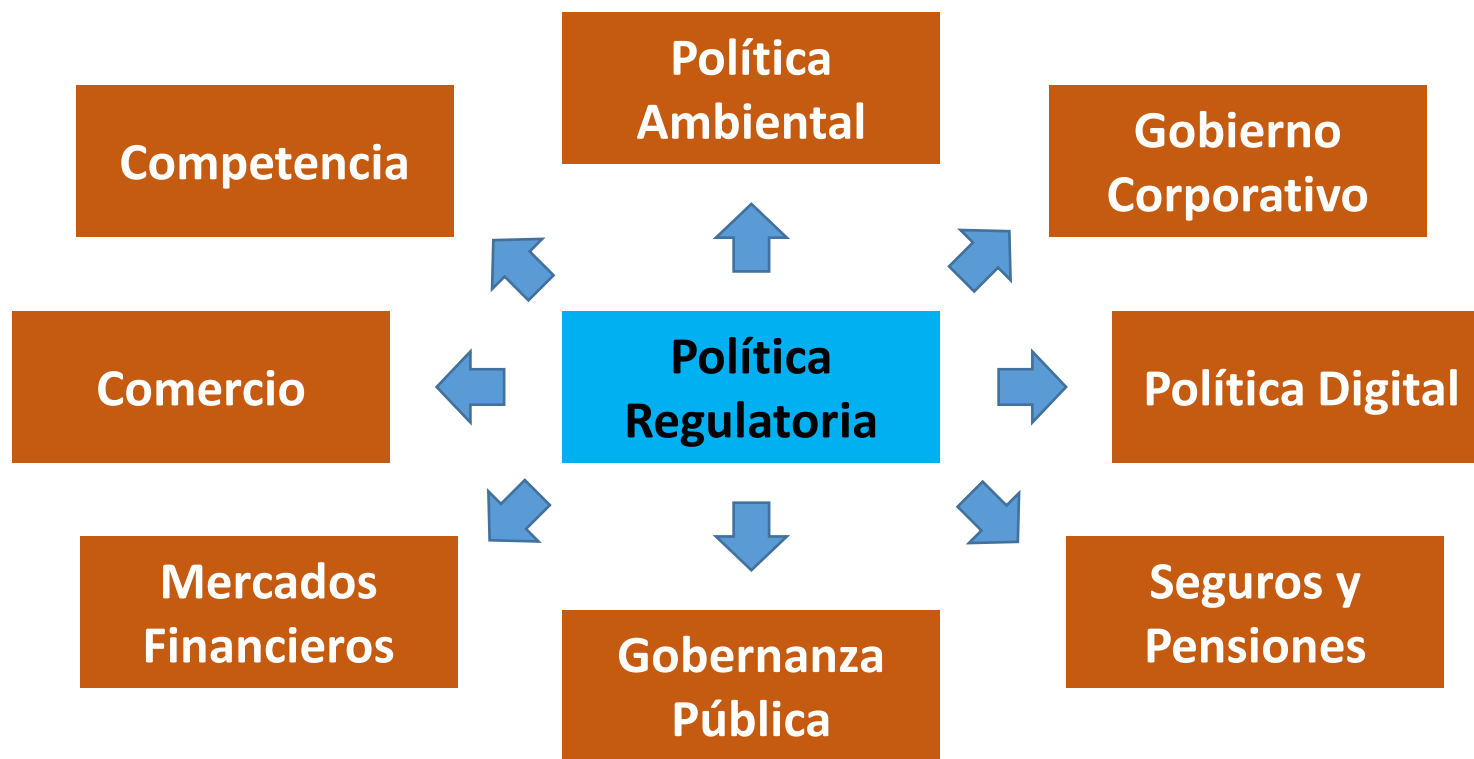 Política
Ambiental
Competencia
Gobierno
Corporativo
Comercio
Política
Regulatoria
Política Digital
Mercados
Financieros
Seguros y
Pensiones
Gobernanza
Pública